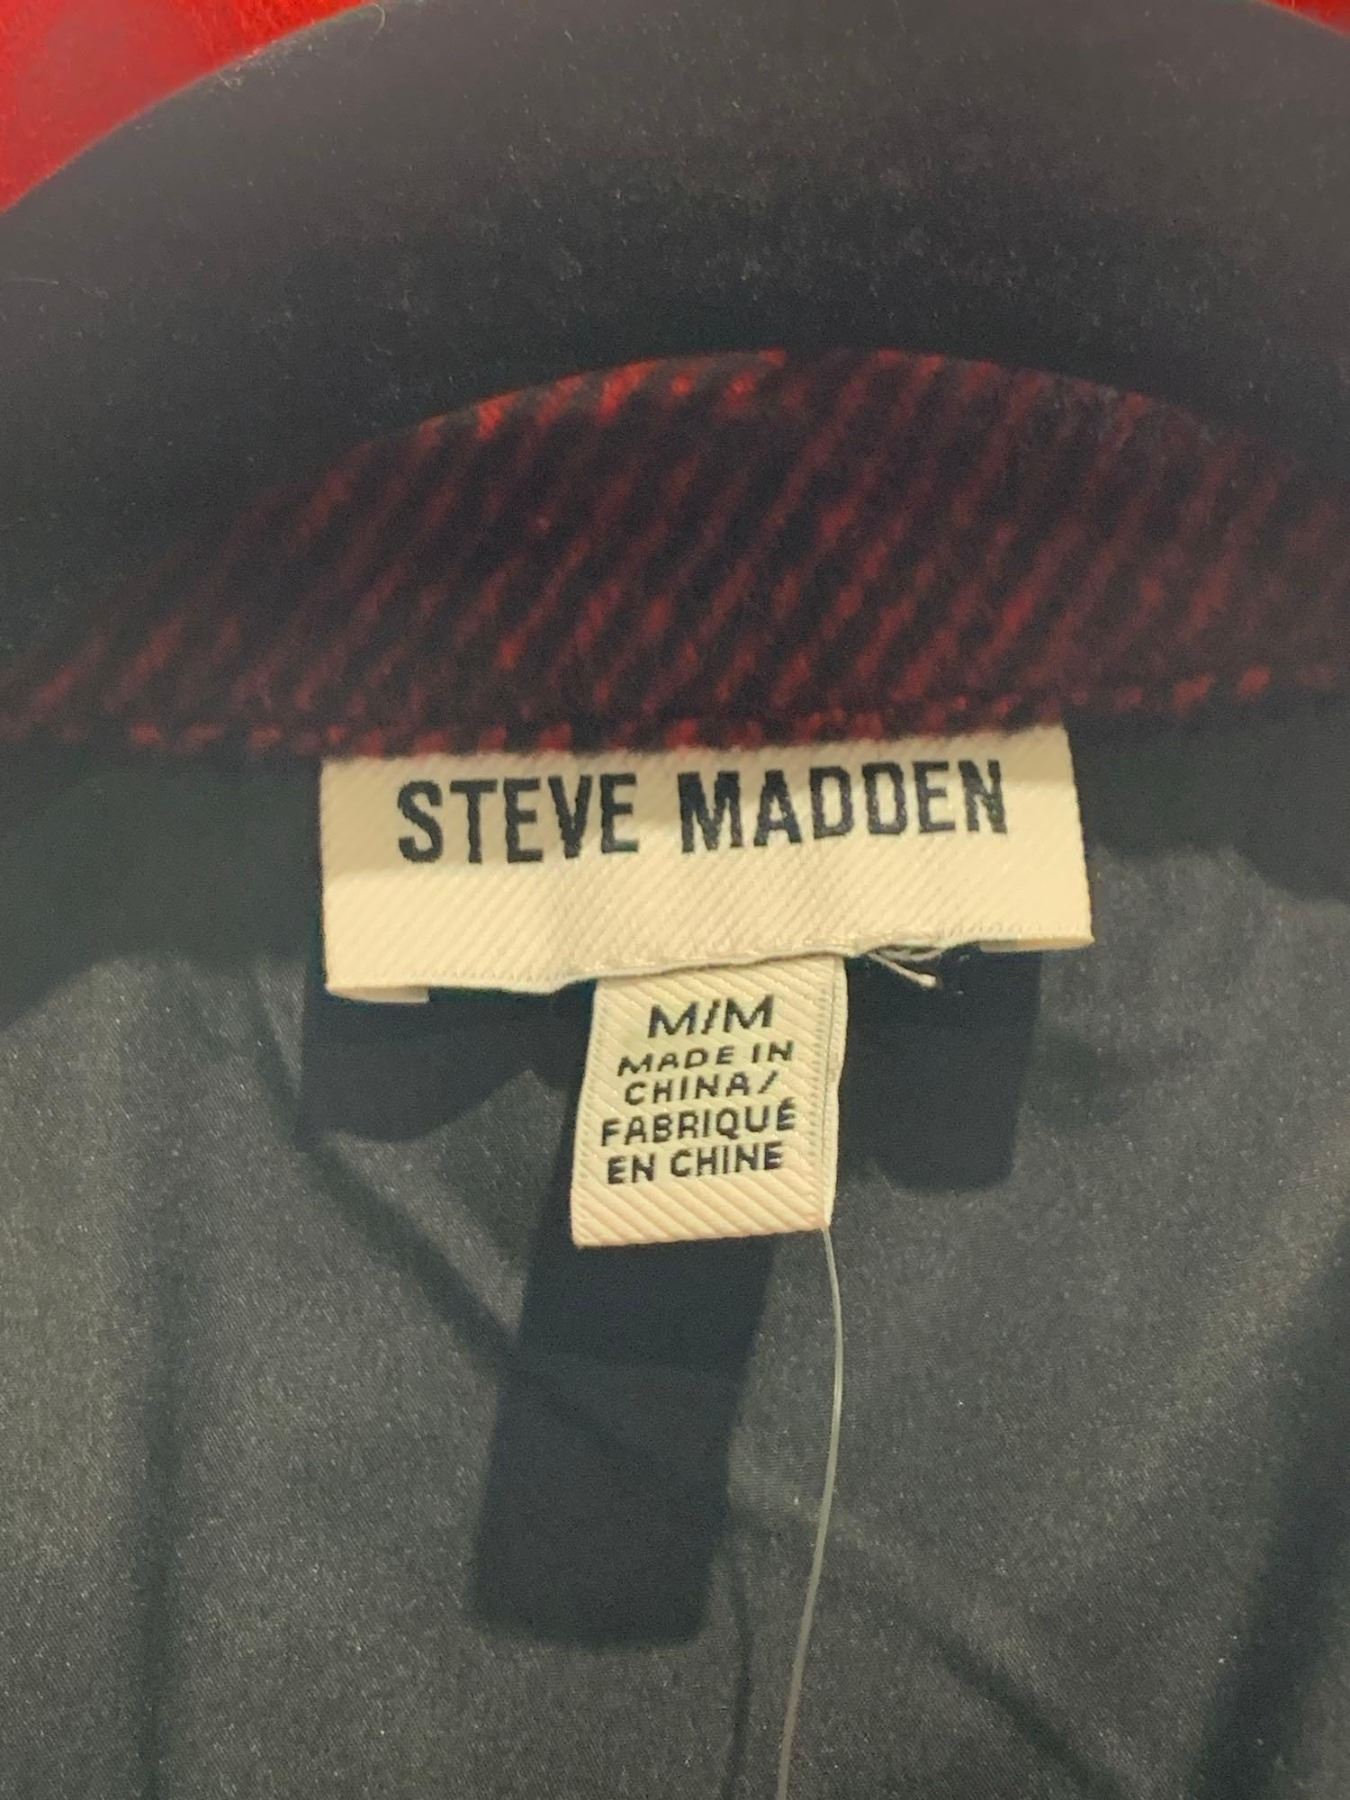 STEVE MADDEN
M/M
MADE IN
CHINA/
FABRIQUÉ
EN CHINE